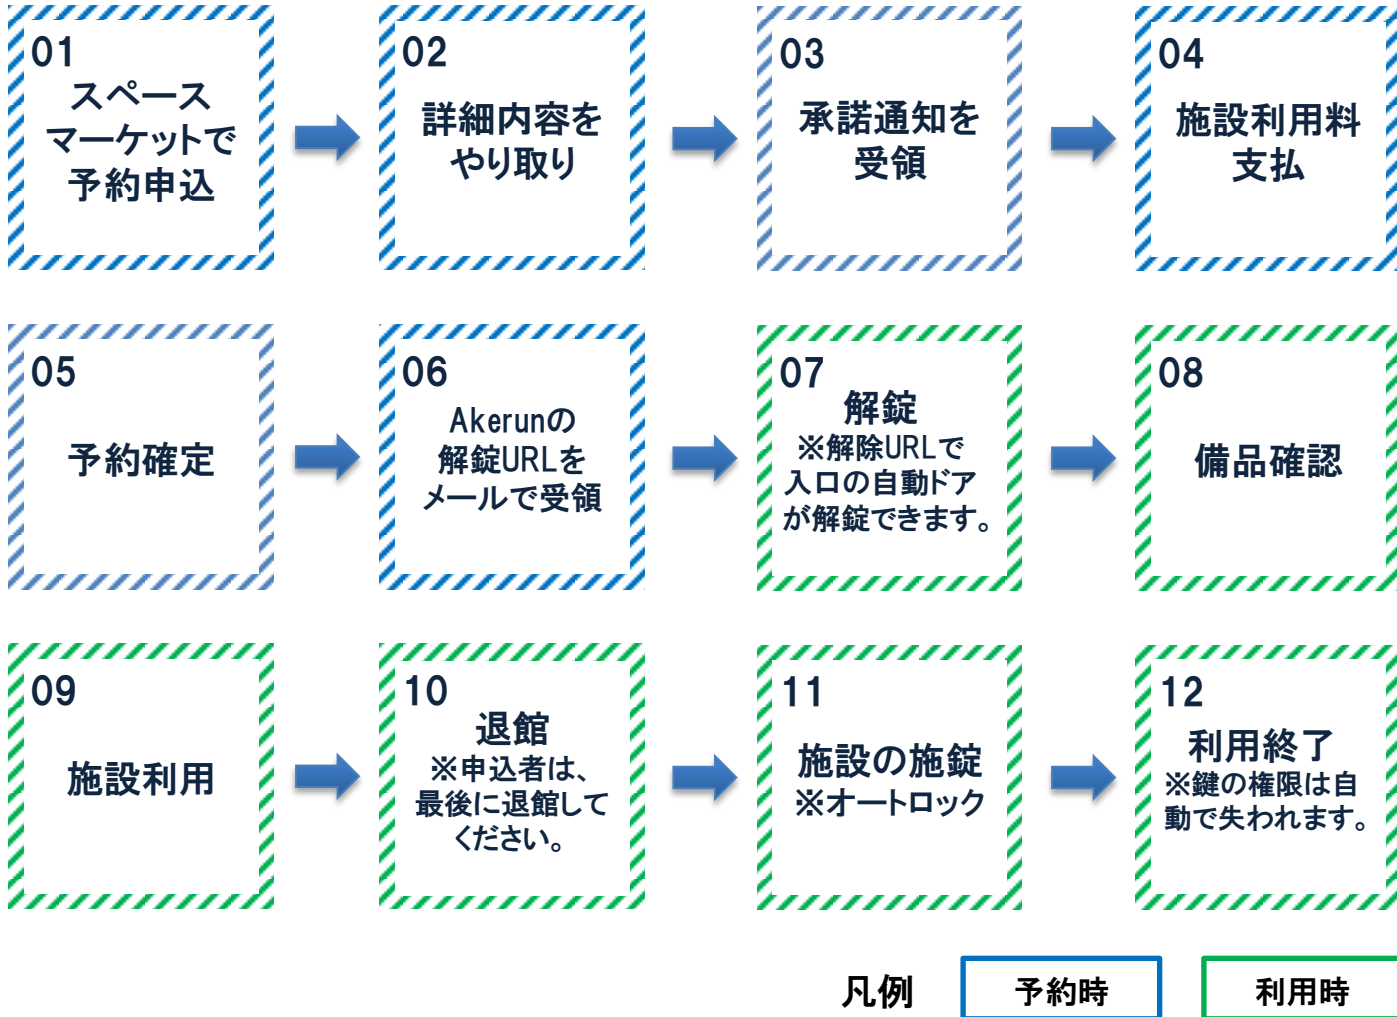 01
スペース
マーケットで
予約申込
02
詳細内容を
やり取り
03
承諾通知を
受領
04
施設利用料
支払
05
予約確定
06
Akerunの
解錠URLを
メールで受領
07
解錠
※解除URLで
入口の自動ドア
が解錠できます。
08
備品確認
09
施設利用
10
退館
※申込者は、
最後に退館して
ください。
11
施設の施錠
※オートロック
12
利用終了
※鍵の権限は自
動で失われます。
凡例
予約時
利用時